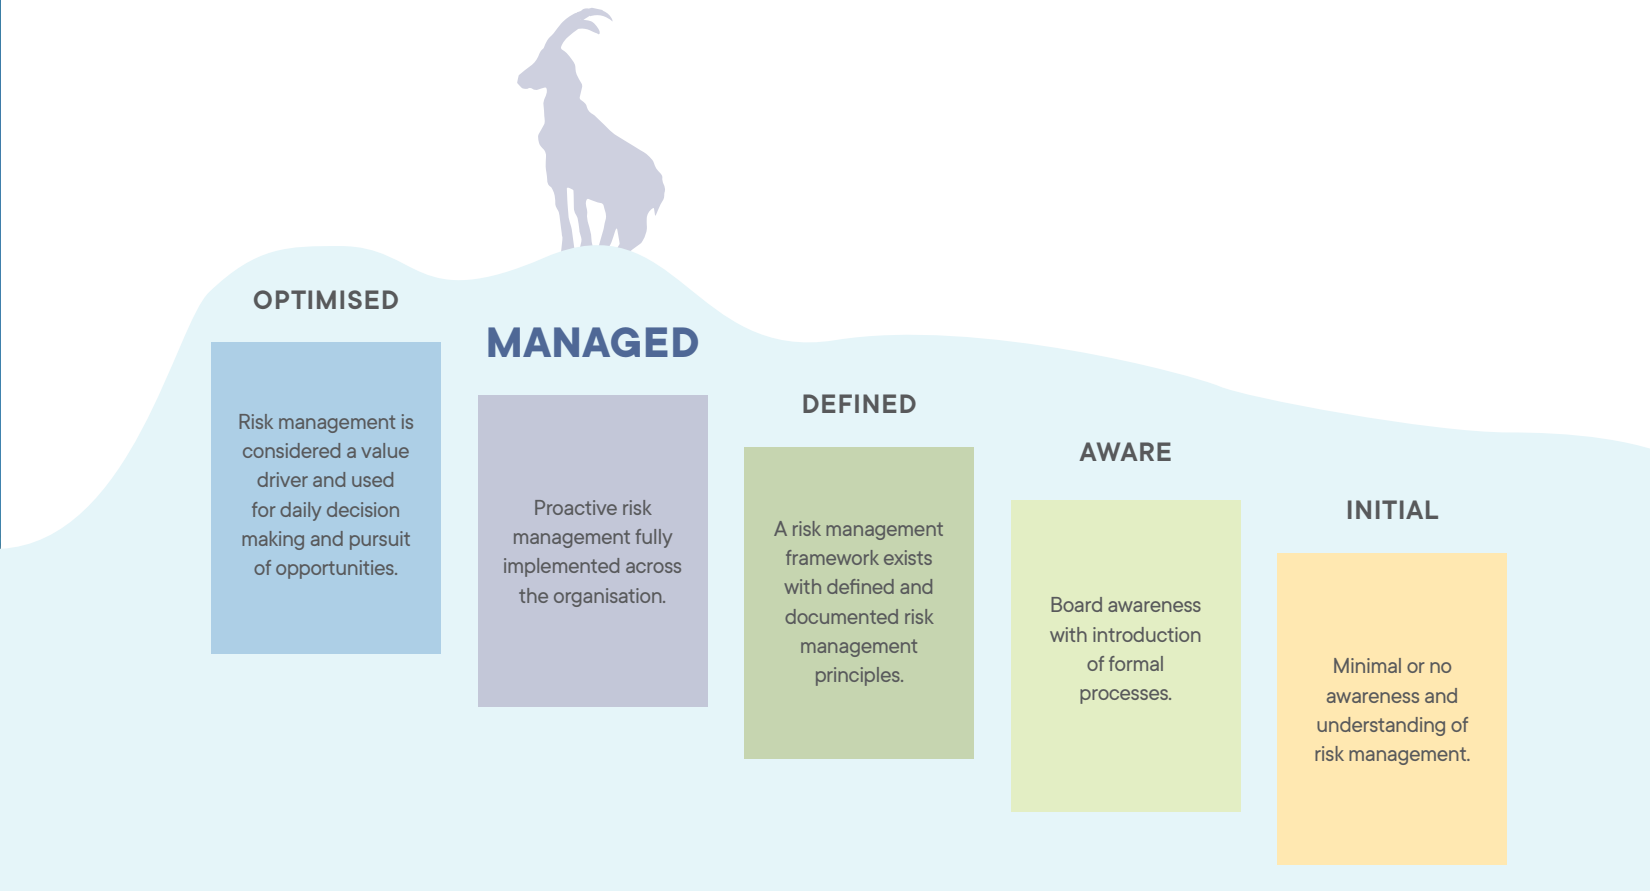 OPTIMISED
Risk management is
considered a value
driver and used
for daily decision
making and pursuit
of opportunities.
MANAGED
Proactive risk
management fully
implemented across
the organisation.
DEFINED
A risk management
framework exists
with defined and
documented risk
management
principles.
AWARE
Board awareness
with introduction
of formal
processes.
INITIAL
Minimal or no
awareness and
understanding of
risk management.